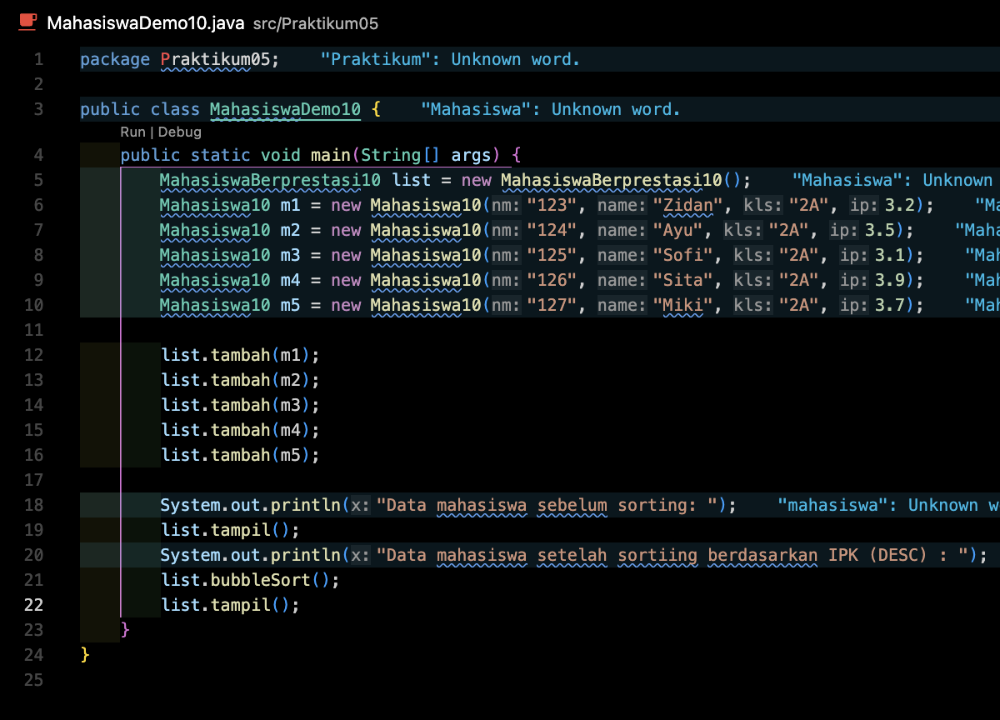 MahasiswaDemo10.java src/Praktikum05
1 package Praktikum05; "Praktikum": Unknown word.
2
3 public class MahasiswaDemo10 { "Mahasiswa": Unknown word.
Run | Debug
4 public static void main(String[] args) {
5 MahasiswaBerprestasi10 list = new MahasiswaBerprestasi10(); "Mahasiswa": Unknown
6 Mahasiswa10 m1 = new Mahasiswa10(nm: "123", name: "Zidan", kls: "2A", ip: 3.2); "Ma
7 Mahasiswa10 m2 = new Mahasiswa10(nm: "124", name: "Ayu", kls: "2A", ip: 3.5); "Maha
8 Mahasiswa10 m3 = new Mahasiswa10(nm: "125", name: "Sofi", kls: "2A", ip: 3.1); "Mah
9 Mahasiswa10 m4 = new Mahasiswa10(nm: "126", name: "Sita", kls: "2A", ip: 3.9); "Mah
10 Mahasiswa10 m5 = new Mahasiswa10(nm: "127", name: "Miki", kls: "2A", ip: 3.7); "Mah
11
12 list.tambah(m1);
13 list.tambah(m2);
14 list.tambah(m3);
15 list.tambah(m4);
16 list.tambah(m5);
17
18 System.out.println(x: "Data mahasiswa sebelum sorting: "); "mahasiswa": Unknown w
19 list.tampil();
20 System.out.println(x: "Data mahasiswa setelah sortiing berdasarkan IPK (DESC) : ");
21 list.bubbleSort();
22 list.tampil();
23 }
24 }
25